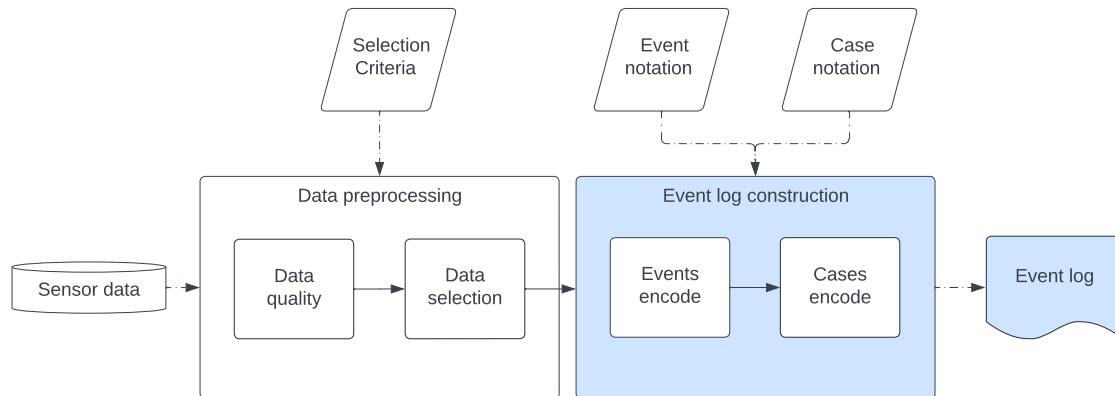 Selection
Criteria
Event
notation
Case
notation
Data preprocessing
Event log construction
Sensor data
Data
quality
Data
selection
Events
encode
Cases
encode
Event log